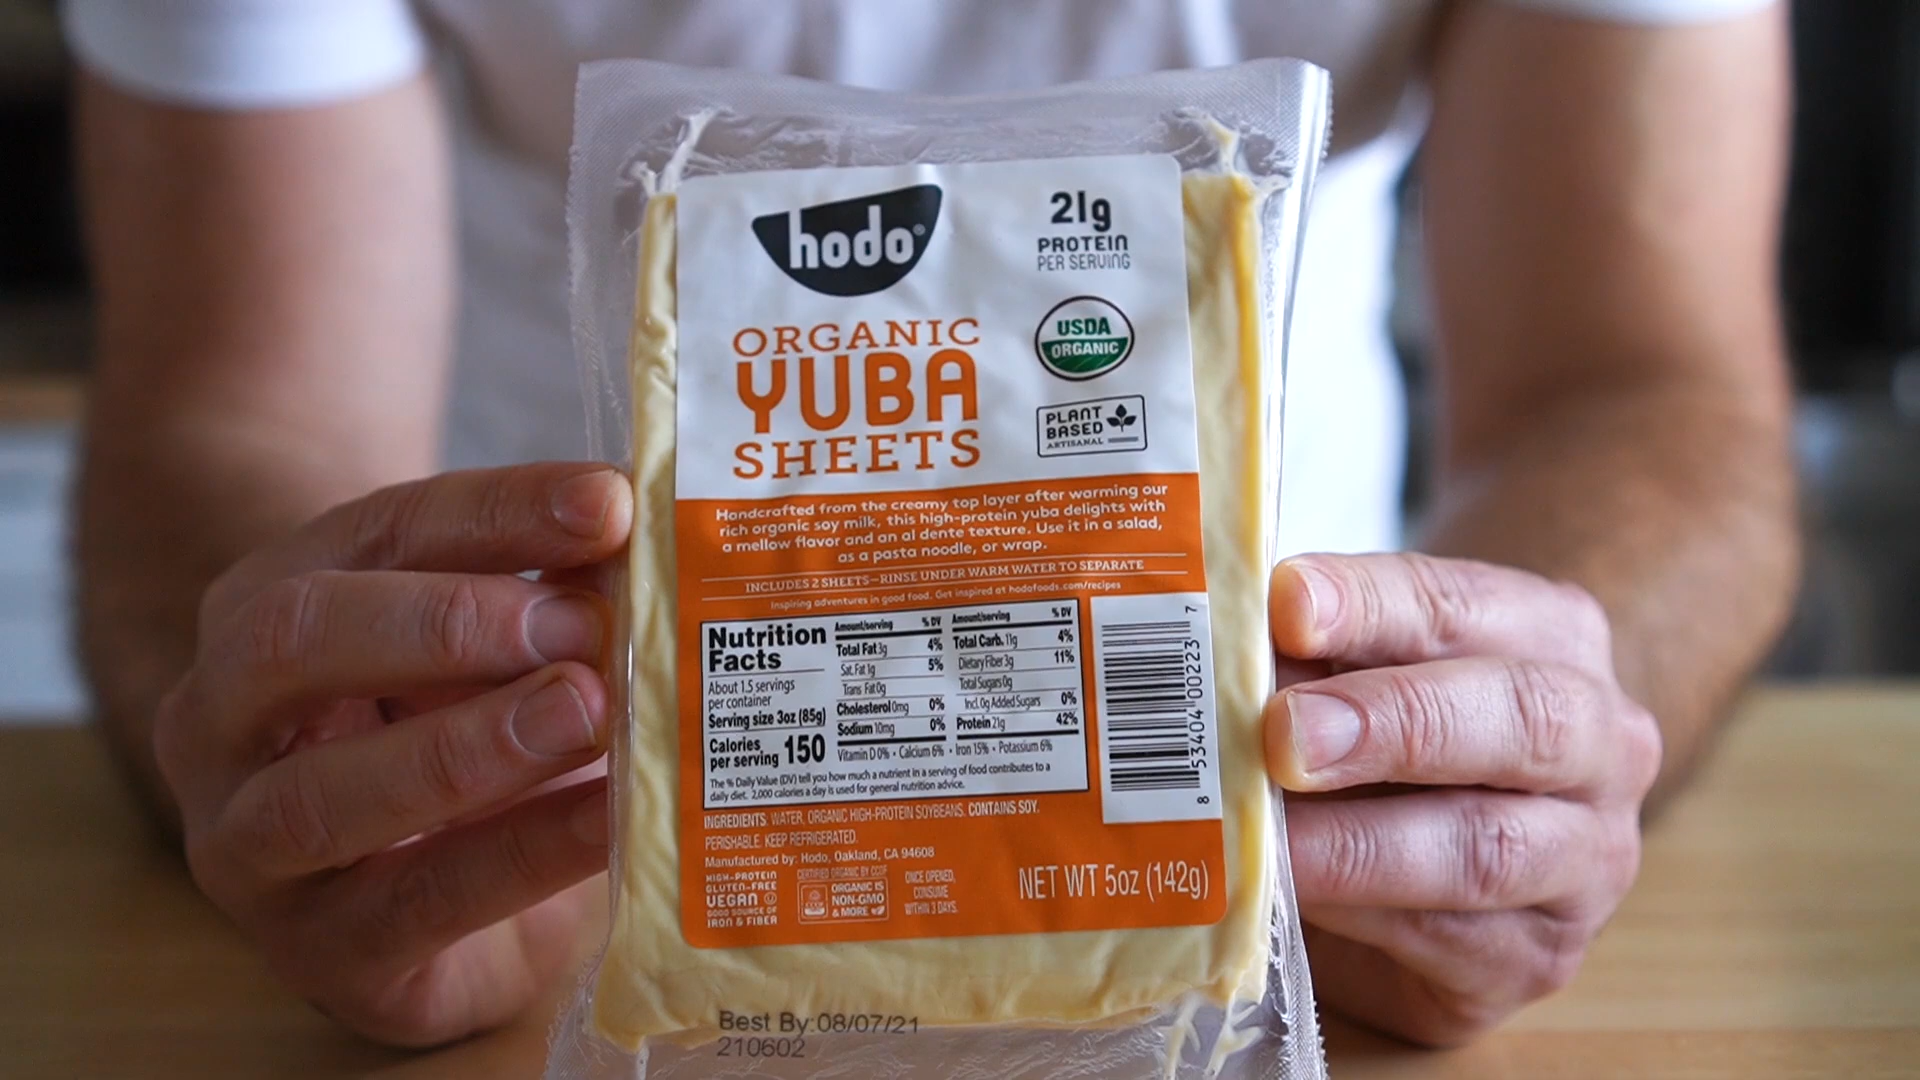 hodo®
21g
PROTEIN
PER SERVING
USDA
ORGANIC
PLANT
BASED
ARTISANAL
ORGANIC
YUBA
SHEETS
Handcrafted from the creamy top layer after warming our
rich organic soy milk, this high-protein yuba delights with
a mellow flavor and an al dente texture. Use it in a salad,
as a pasta noodle, or wrap.
INCLUDES 2 SHEETS–RINSE UNDER WARM WATER TO SEPARATE
Inspiring adventures in good food. Get inspired at hodofoods.com/recipes
Nutrition
Facts
About 1.5 servings
per container
Serving size 3oz (85g)
Calories
per serving 150
Amount/serving % DV
Total Fat 3g 4%
Sat. Fat 1g 5%
Trans Fat 0g
Cholesterol 0mg 0%
Sodium 10mg 0%
Amount/serving % DV
Total Carb. 11g 4%
Dietary Fiber 3g 11%
Total Sugars 0g
Incl. 0g Added Sugars 0%
Protein 21g 42%
Vitamin D 0% • Calcium 6% • Iron 15% • Potassium 6%
The % Daily Value (DV) tell you how much a nutrient in a serving of food contributes to a
daily diet. 2,000 calories a day is used for general nutrition advice.
8 53404 00223 7
INGREDIENTS: WATER, ORGANIC HIGH-PROTEIN SOYBEANS. CONTAINS SOY.
PERISHABLE. KEEP REFRIGERATED.
Manufactured by: Hodo, Oakland, CA 94608
HIGH-PROTEIN
GLUTEN-FREE
VEGAN
GOOD SOURCE OF
IRON & FIBER
CERTIFIED ORGANIC BY CCOF
ORGANIC IS
NON-GMO
& MORE
ONCE OPENED,
CONSUME
WITHIN 3 DAYS.
NET WT 5oz (142g)
Best By:08/07/21
210602